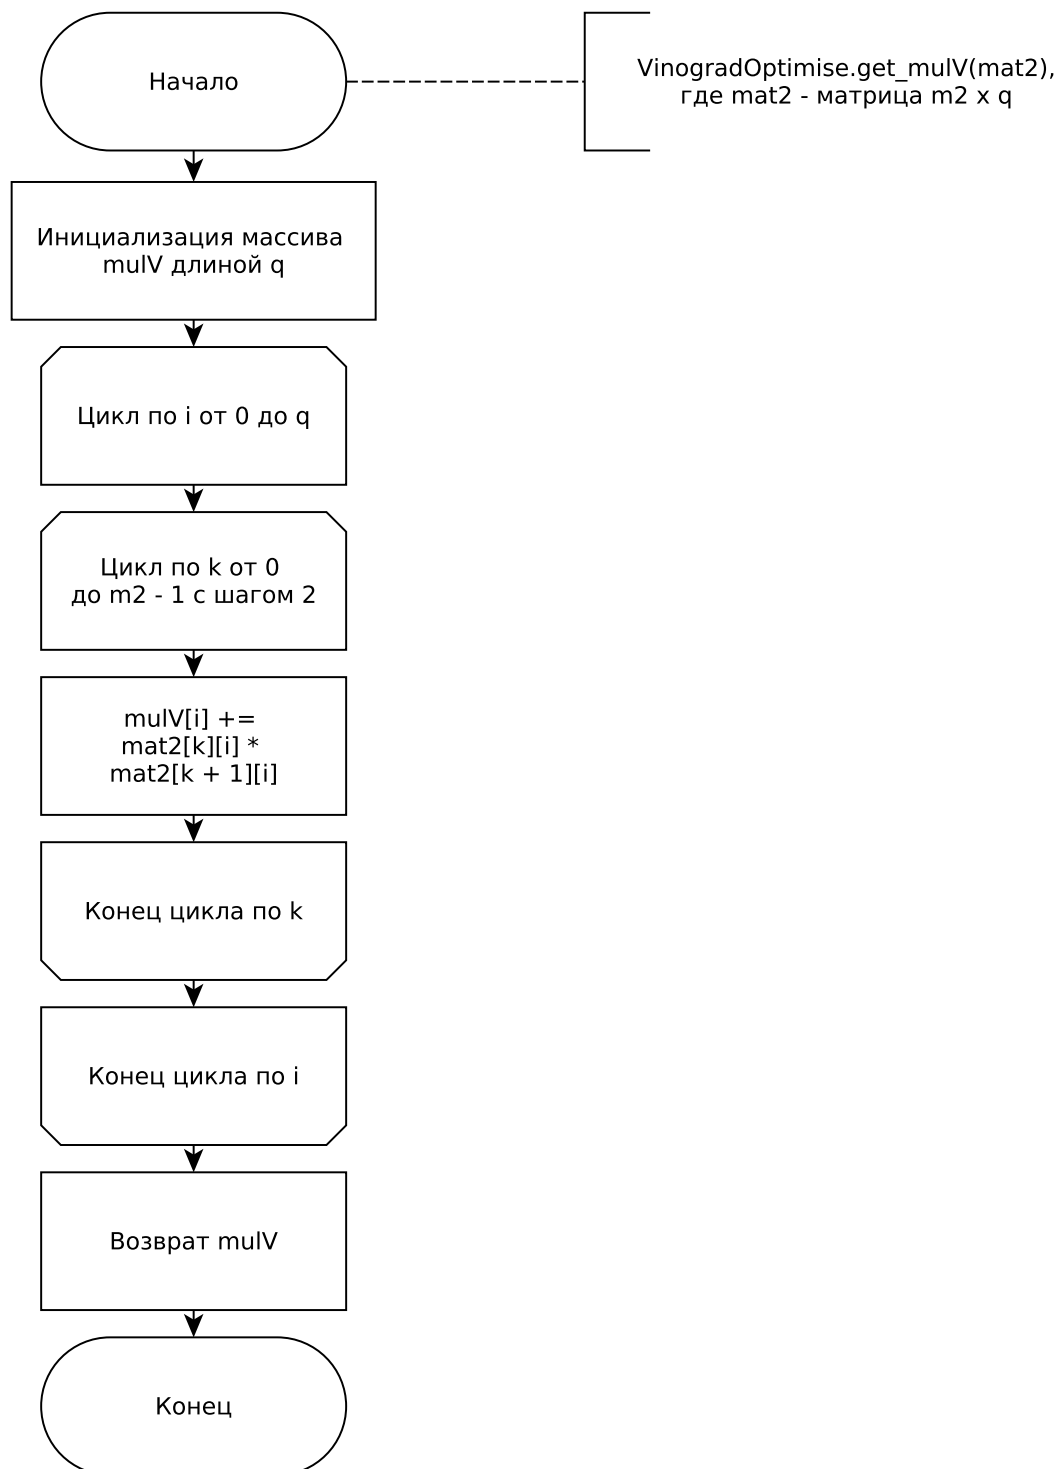 Начало
VinogradOptimise.get_mulV(mat2),
где mat2 - матрица m2 x q
Инициализация массива
mulV длиной q
Цикл по i от 0 до q
Цикл по k от 0
до m2 - 1 с шагом 2
mulV[i] +=
mat2[k][i] *
mat2[k + 1][i]
Конец цикла по k
Конец цикла по i
Возврат mulV
Конец